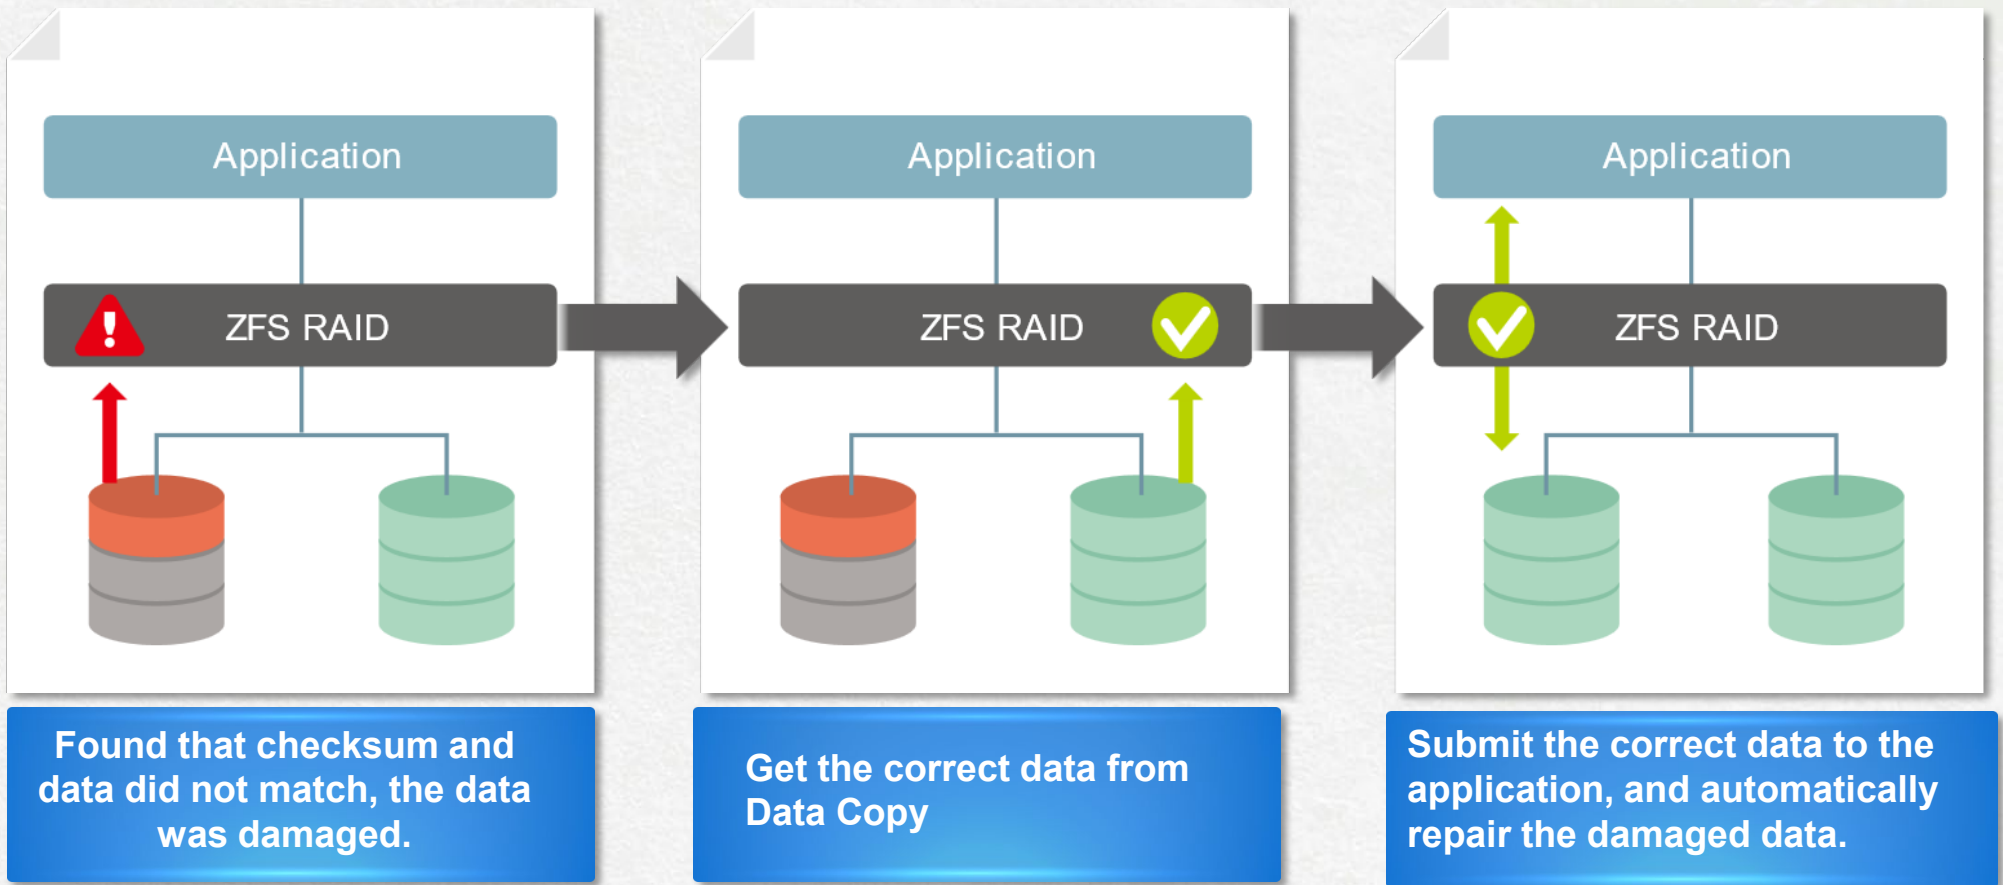 Application
ZFS RAID
Found that checksum and
data did not match, the data
was damaged.
Application
ZFS RAID
Get the correct data from
Data Copy
Application
ZFS RAID
Submit the correct data to the
application, and automatically
repair the damaged data.